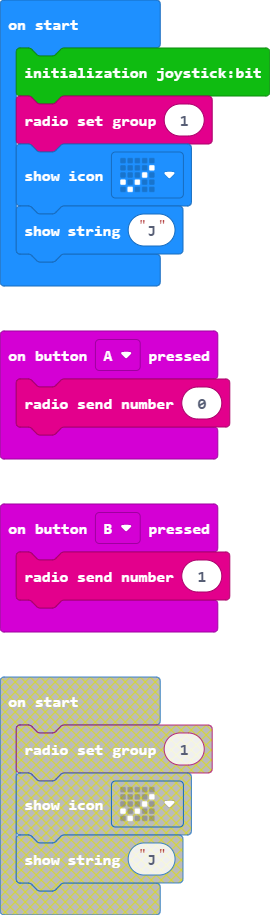 on start
initialization joystick:bit
radio set group 1
show icon
show string "J"
on button A pressed
radio send number 0
on button B pressed
radio send number 1
on start
radio set group 1
show icon
show string "J"